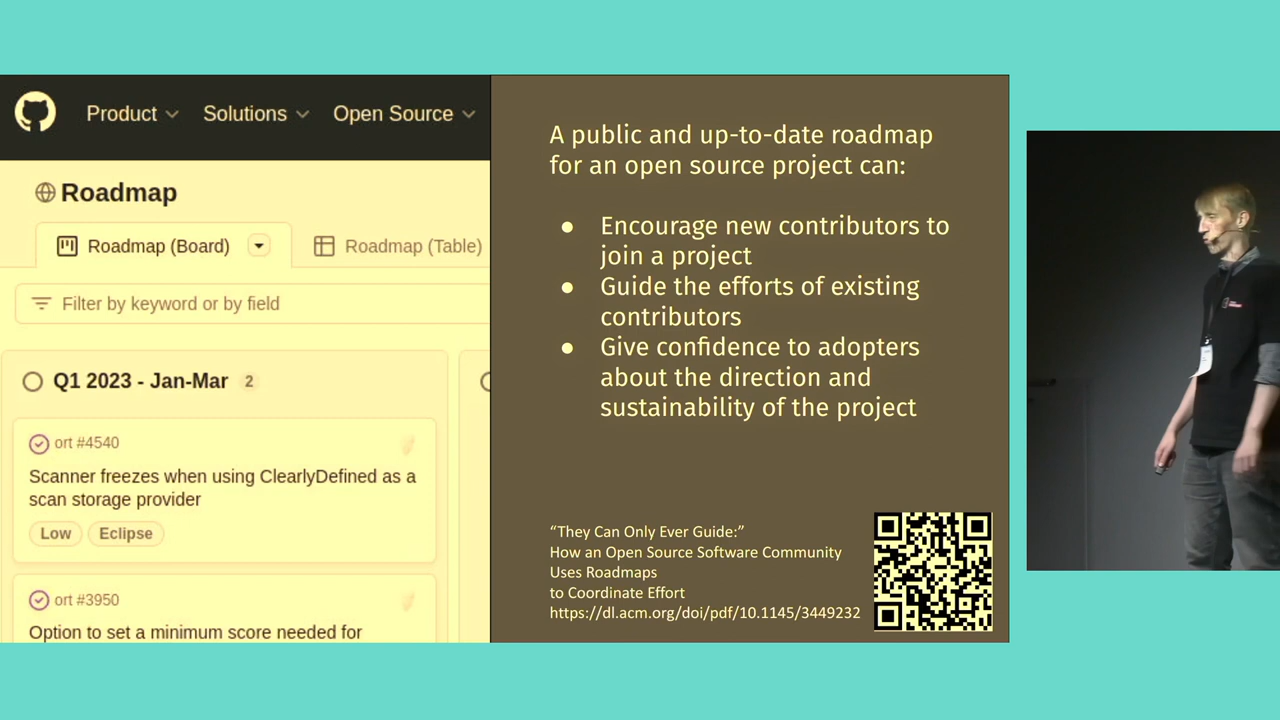 Product
Solutions
Open Source
Roadmap
Roadmap (Board)
Roadmap (Table)
Filter by keyword or by field
Q1 2023 - Jan-Mar 2
ort #4540
Scanner freezes when using ClearlyDefined as a
scan storage provider
Low
Eclipse
ort #3950
Option to set a minimum score needed for
A public and up-to-date roadmap
for an open source project can:
● Encourage new contributors to
join a project
● Guide the efforts of existing
contributors
● Give confidence to adopters
about the direction and
sustainability of the project
“They Can Only Ever Guide:”
How an Open Source Software Community
Uses Roadmaps
to Coordinate Effort
https://dl.acm.org/doi/pdf/10.1145/3449232